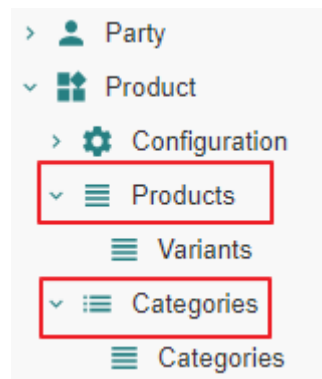 Party
Product
Configuration
Products
Variants
Categories
Categories